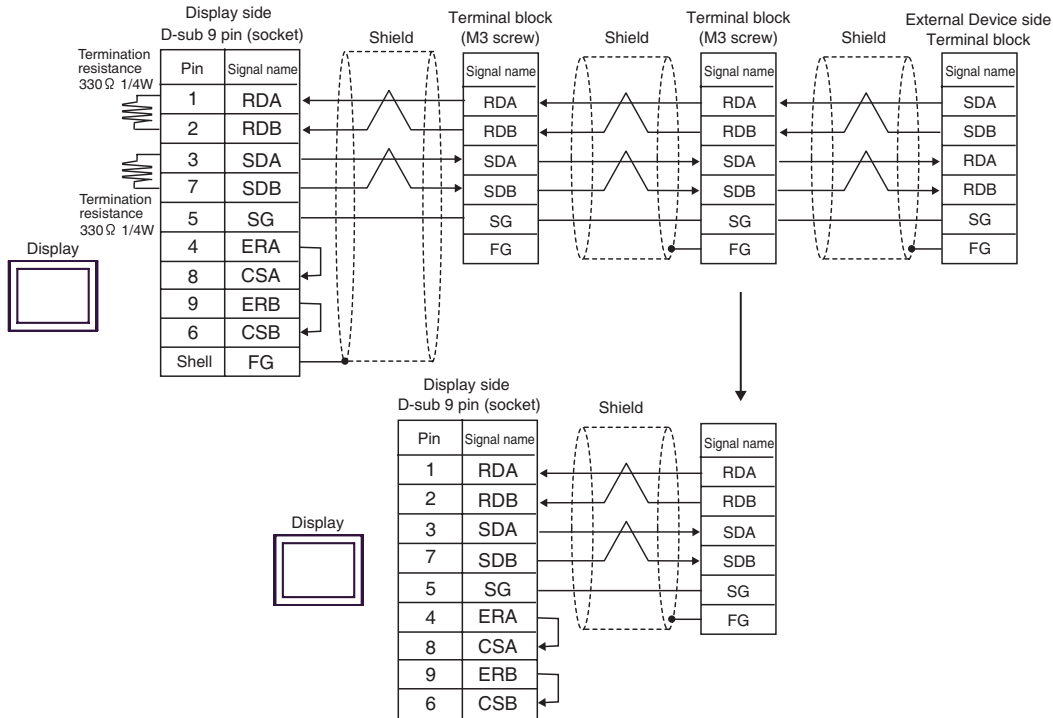 Display side
D-sub 9 pin (socket)
Shield
Terminal block
(M3 screw)
Shield
Terminal block
(M3 screw)
Shield
External Device side
Terminal block
Termination
resistance
330Ω 1/4W
Pin Signal name
1 RDA
2 RDB
3 SDA
7 SDB
5 SG
4 ERA
8 CSA
9 ERB
6 CSB
Shell FG
Termination
resistance
330Ω 1/4W
Display
Signal name
RDA
RDB
SDA
SDB
SG
FG
Signal name
RDA
RDB
SDA
SDB
SG
FG
Signal name
SDA
SDB
RDA
RDB
SG
FG
Display side
D-sub 9 pin (socket)
Shield
Display
Pin Signal name
1 RDA
2 RDB
3 SDA
7 SDB
5 SG
4 ERA
8 CSA
9 ERB
6 CSB
Signal name
RDA
RDB
SDA
SDB
SG
FG